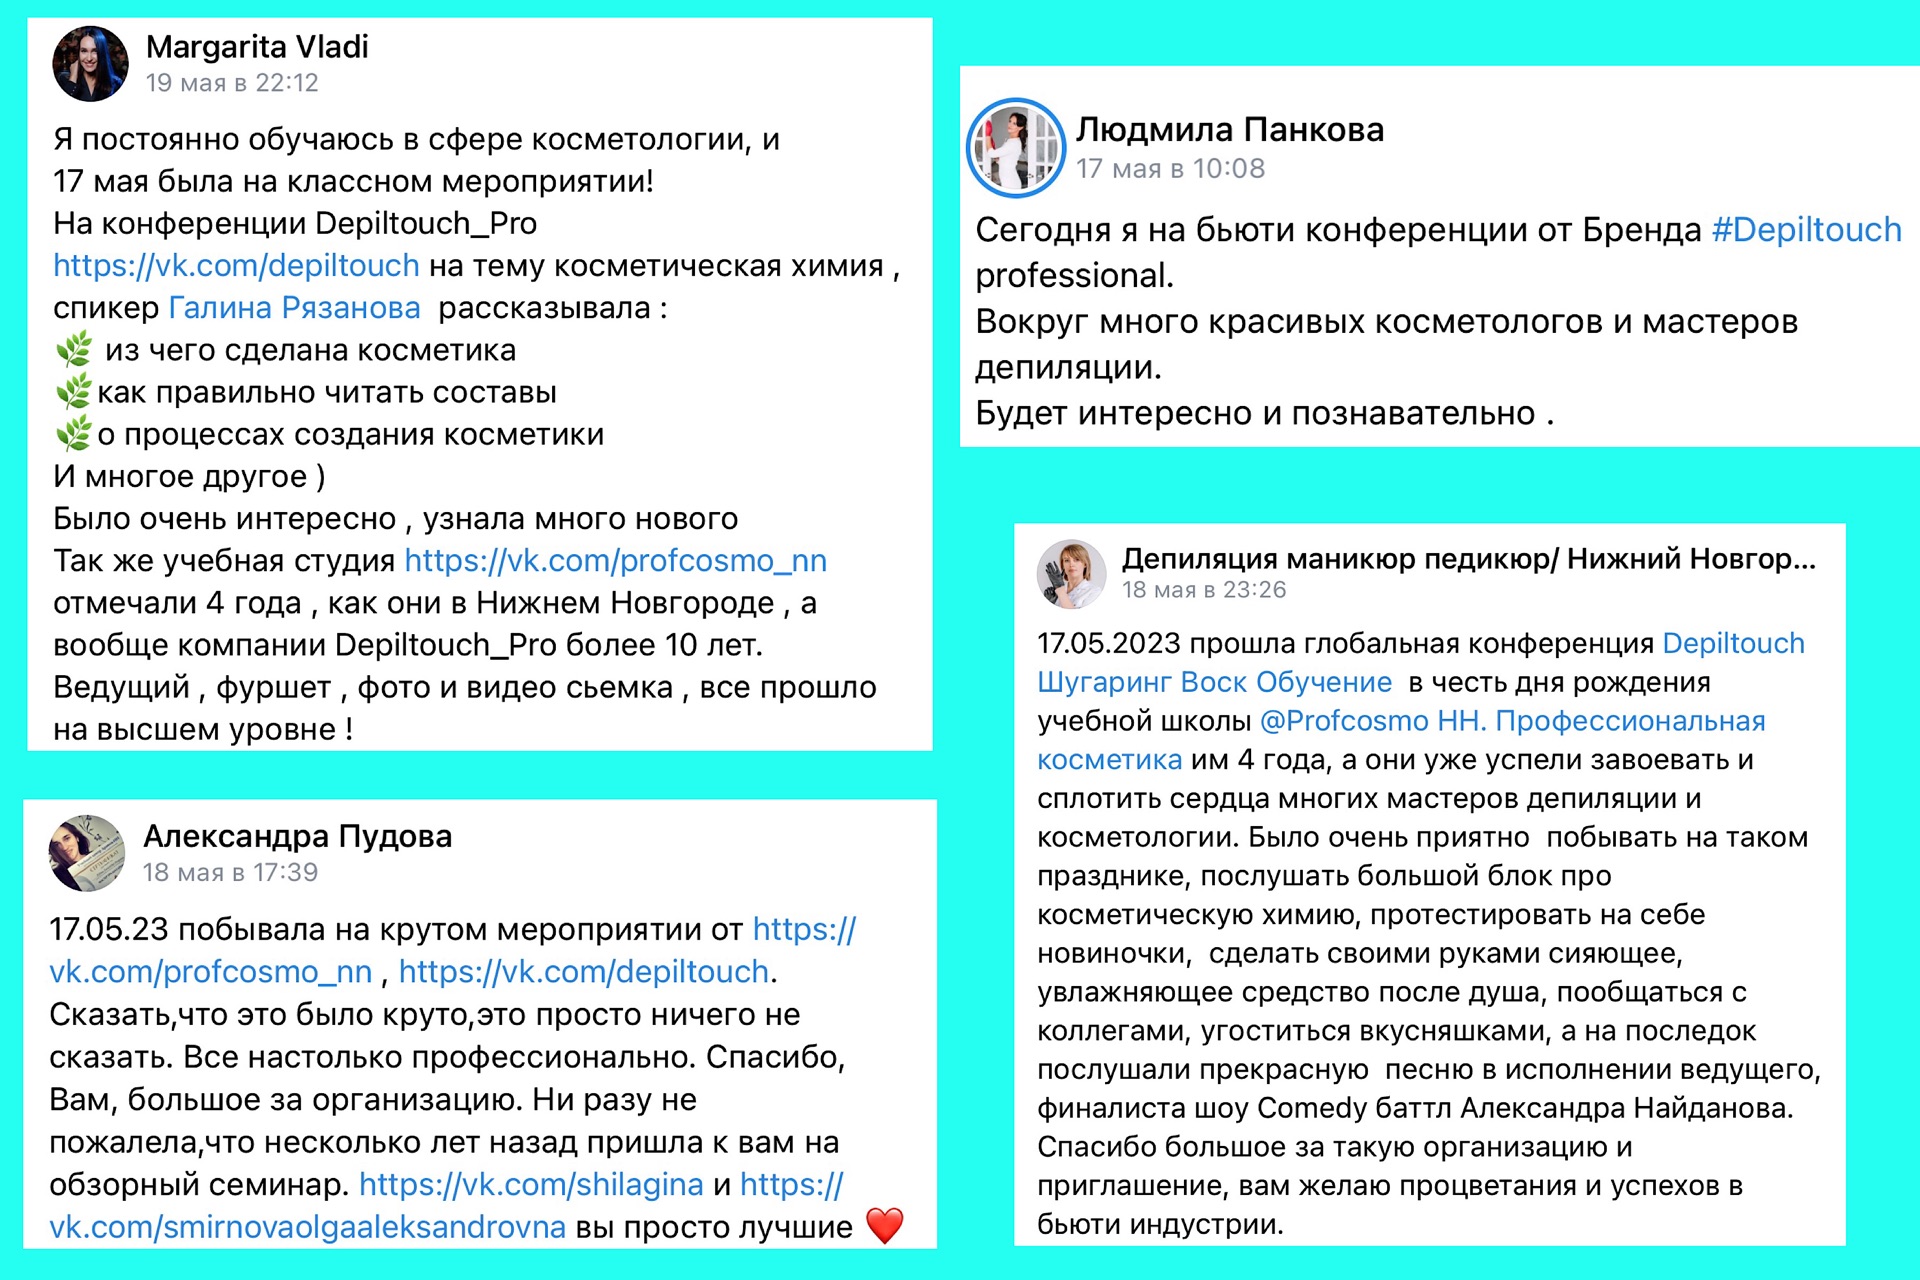 Margarita Vladi
19 мая в 22:12
Я постоянно обучаюсь в сфере косметологии, и
17 мая была на классном мероприятии!
На конференции Depiltouch_Pro
https://vk.com/depiltouch на тему косметическая химия ,
спикер Галина Рязанова рассказывала :
🌿 из чего сделана косметика
🌿как правильно читать составы
🌿о процессах создания косметики
И многое другое )
Было очень интересно , узнала много нового
Так же учебная студия https://vk.com/profcosmo_nn
отмечали 4 года , как они в Нижнем Новгороде , а
вообще компании Depiltouch_Pro более 10 лет.
Ведущий , фуршет , фото и видео сьемка , все прошло
на высшем уровне !
Людмила Панкова
17 мая в 10:08
Сегодня я на бьюти конференции от Бренда #Depiltouch
professional.
Вокруг много красивых косметологов и мастеров
депиляции.
Будет интересно и познавательно .
Александра Пудова
18 мая в 17:39
17.05.23 побывала на крутом мероприятии от https://
vk.com/profcosmo_nn , https://vk.com/depiltouch.
Сказать,что это было круто,это просто ничего не
сказать. Все настолько профессионально. Спасибо,
Вам, большое за организацию. Ни разу не
пожалела,что несколько лет назад пришла к вам на
обзорный семинар. https://vk.com/shilagina и https://
vk.com/smirnovaolgaaleksandrovna вы просто лучшие ❤️
Депиляция маникюр педикюр/ Нижний Новгор...
18 мая в 23:26
17.05.2023 прошла глобальная конференция Depiltouch
Шугаринг Воск Обучение в честь дня рождения
учебной школы @Profcosmo НН. Профессиональная
косметика им 4 года, а они уже успели завоевать и
сплотить сердца многих мастеров депиляции и
косметологии. Было очень приятно побывать на таком
празднике, послушать большой блок про
косметическую химию, протестировать на себе
новиночки, сделать своими руками сияющее,
увлажняющее средство после душа, пообщаться с
коллегами, угоститься вкусняшками, а на последок
послушали прекрасную песню в исполнении ведущего,
финалиста шоу Comedy баттл Александра Найданова.
Спасибо большое за такую организацию и
приглашение, вам желаю процветания и успехов в
бьюти индустрии.